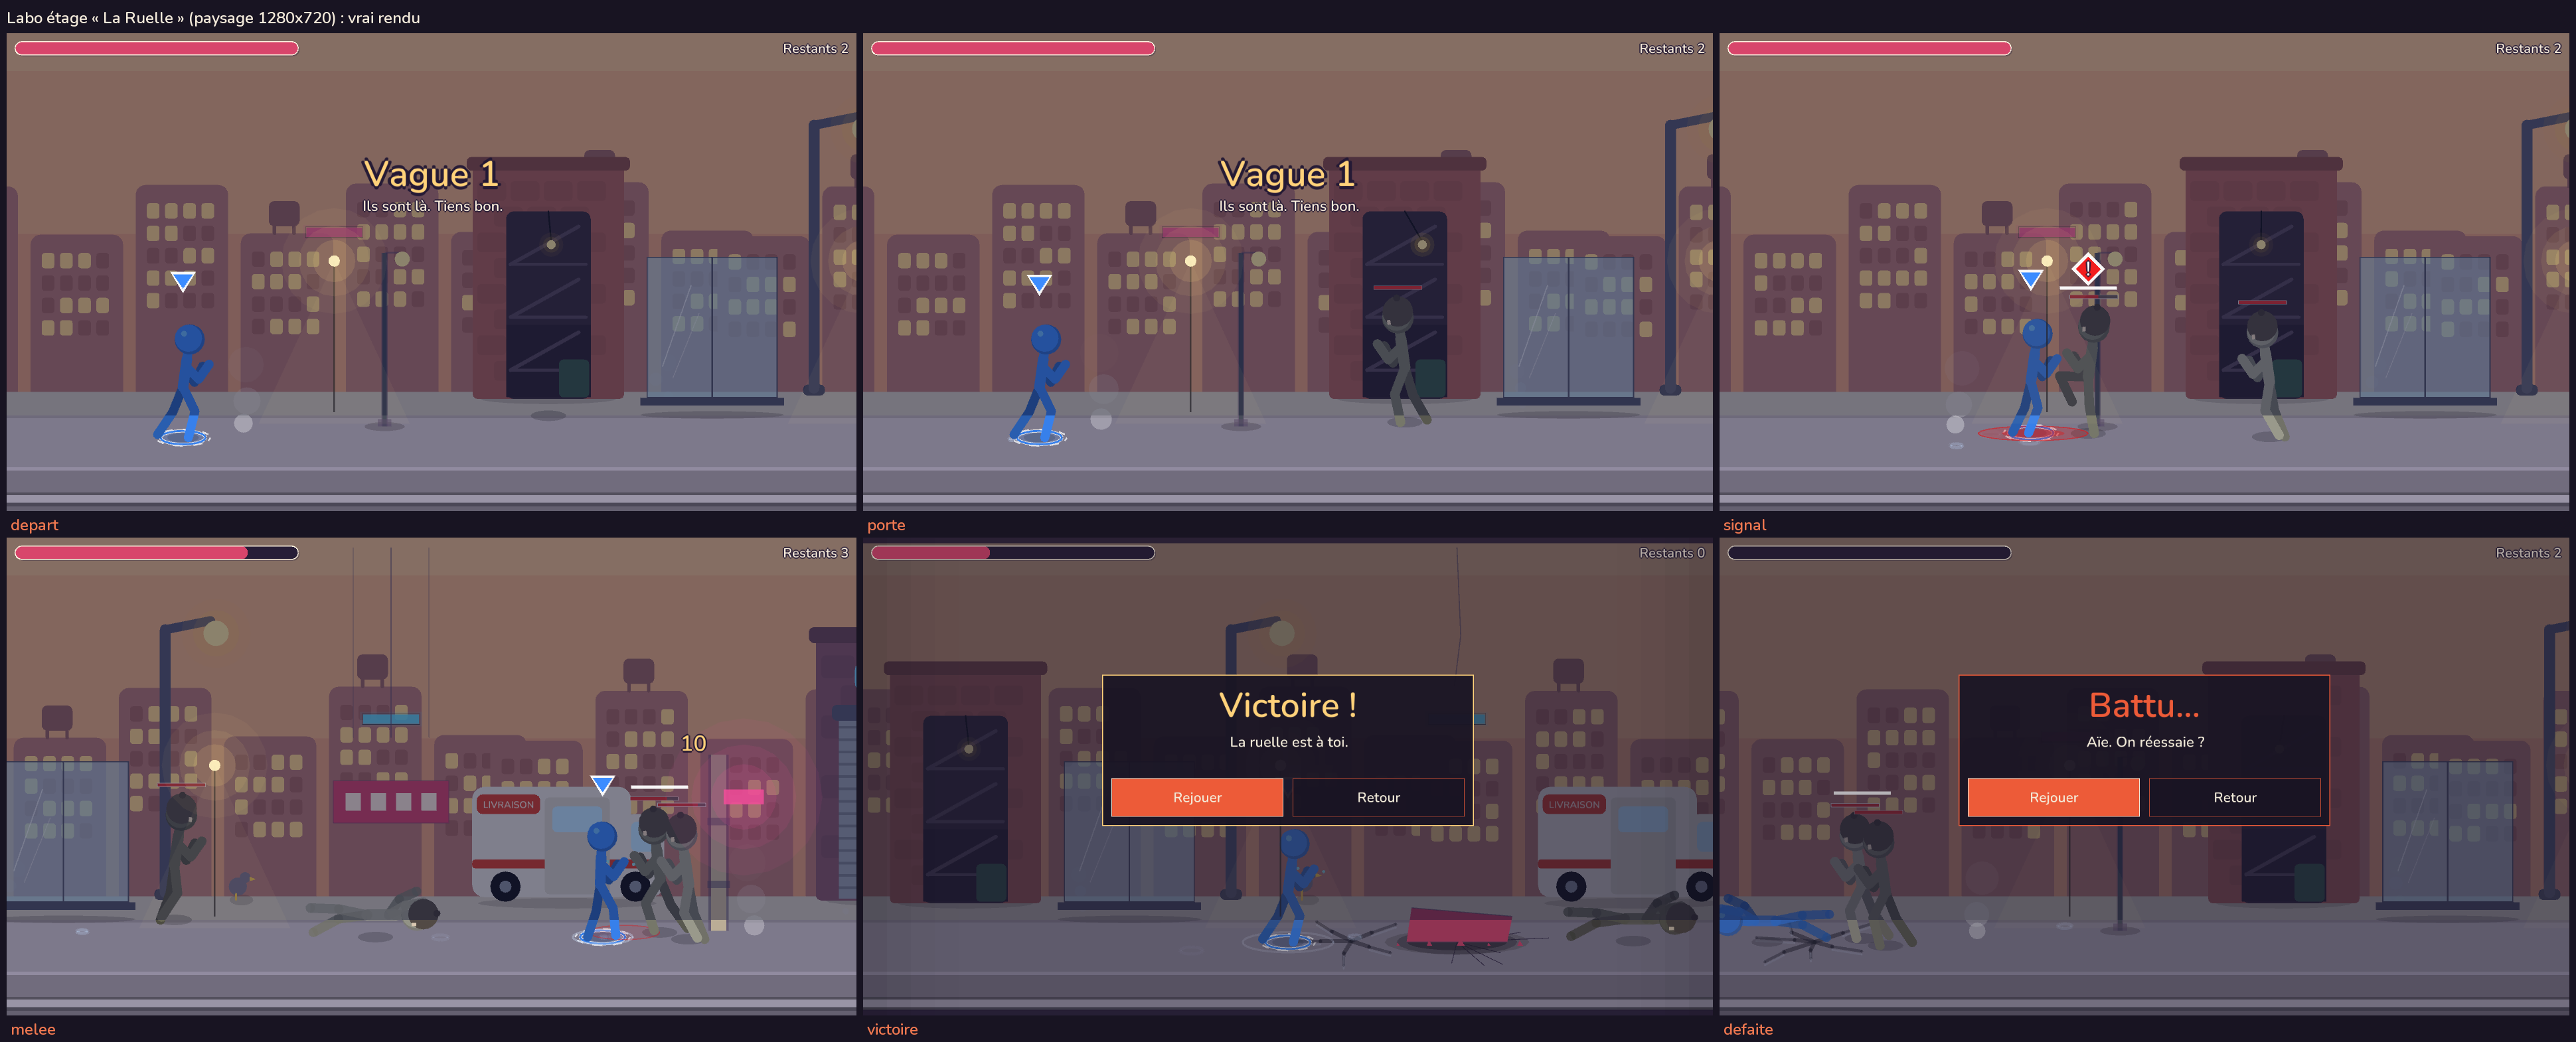 Labo étage « La Ruelle » (paysage 1280x720) : vrai rendu
Restants 2
Vague 1
Ils sont là. Tiens bon.
depart
Restants 2
Vague 1
Ils sont là. Tiens bon.
porte
Restants 2
!
signal
Restants 3
10
LIVRAISON
melee
Restants 0
Victoire !
La ruelle est à toi.
Rejouer
Retour
LIVRAISON
victoire
Restants 2
Battu...
Aïe. On réessaie ?
Rejouer
Retour
defaite